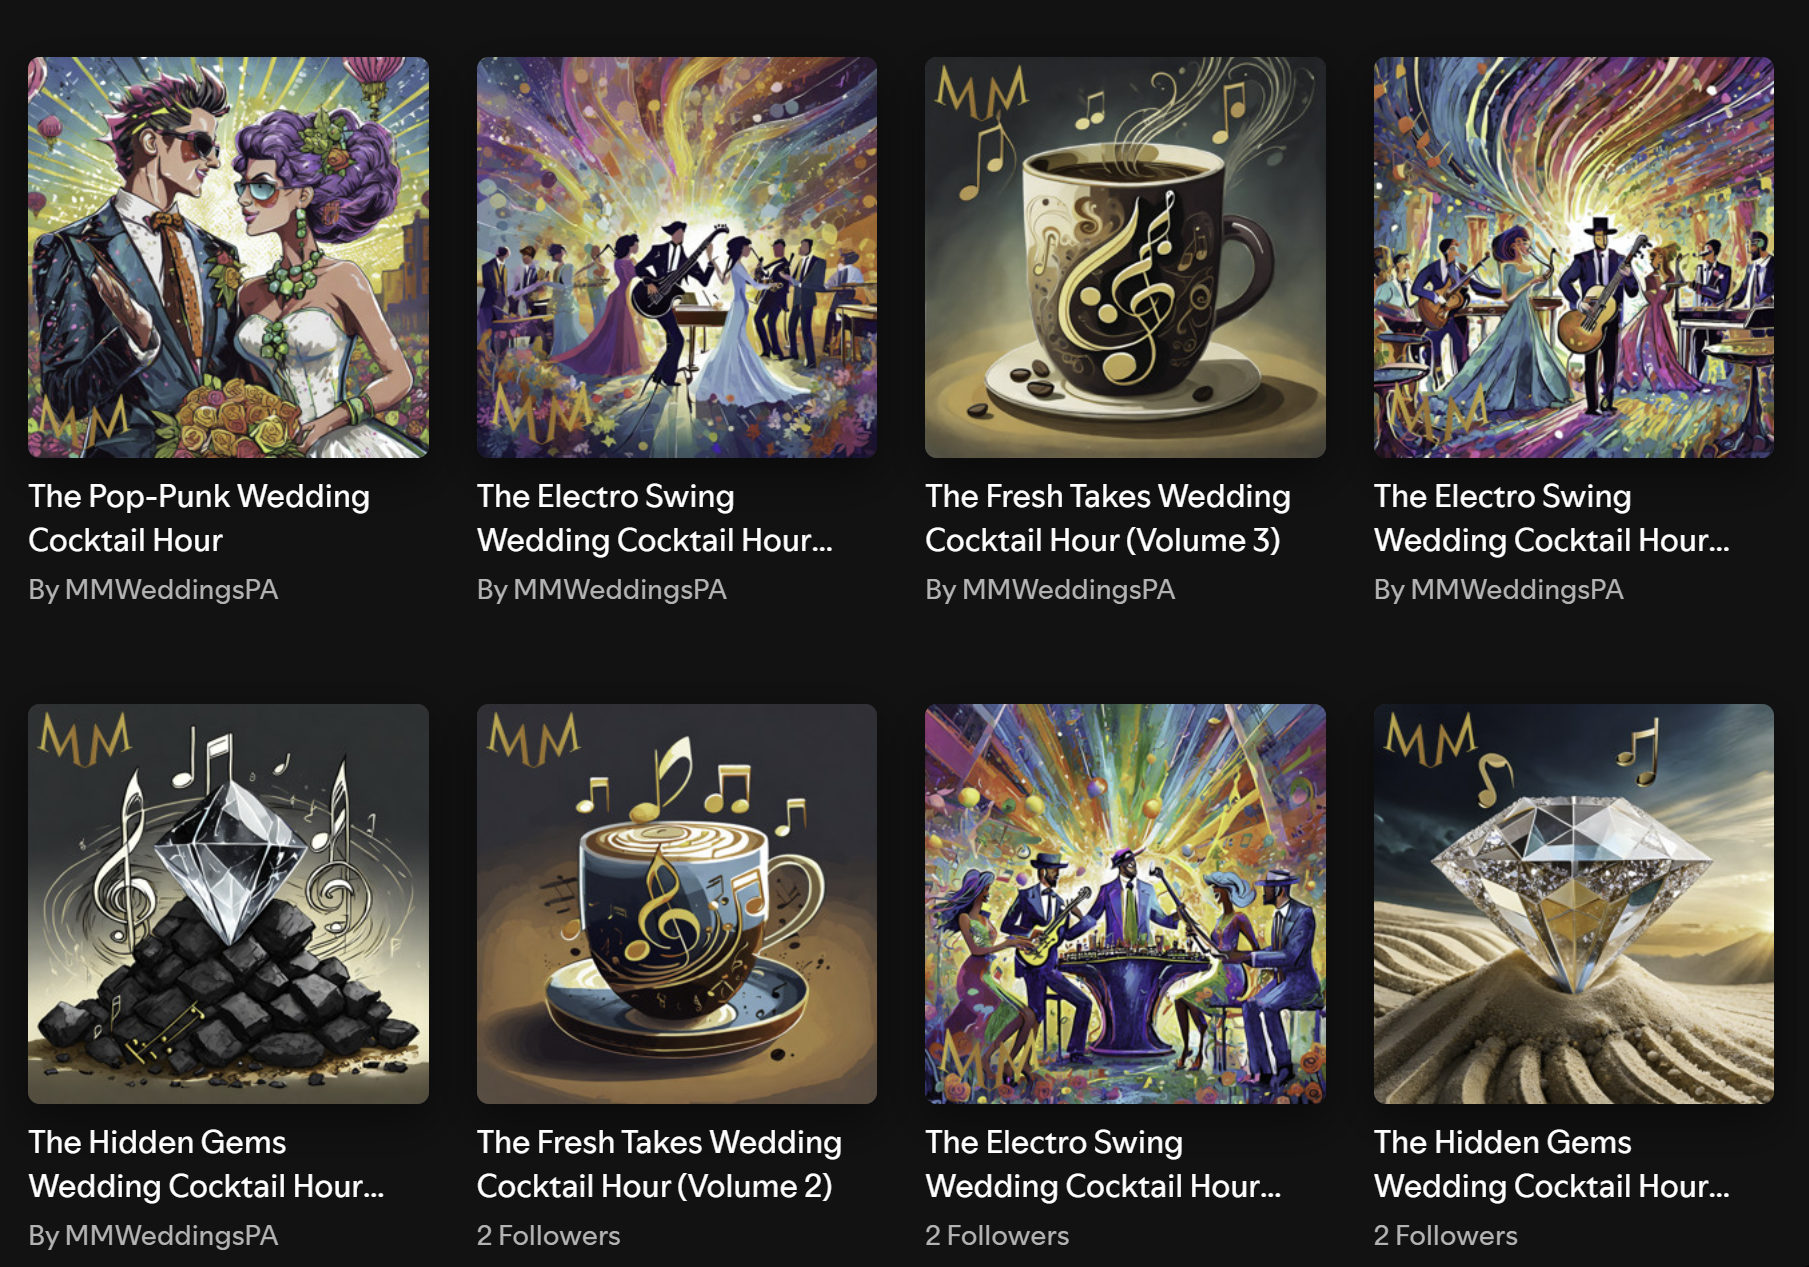 MM
MM
MM
MM
The Pop-Punk Wedding
Cocktail Hour
By MMWeddingsPA
The Electro Swing
Wedding Cocktail Hour...
By MMWeddingsPA
The Fresh Takes Wedding
Cocktail Hour (Volume 3)
By MMWeddingsPA
The Electro Swing
Wedding Cocktail Hour...
By MMWeddingsPA
MM
MM
MM
MM
The Hidden Gems
Wedding Cocktail Hour...
By MMWeddingsPA
The Fresh Takes Wedding
Cocktail Hour (Volume 2)
2 Followers
The Electro Swing
Wedding Cocktail Hour...
2 Followers
The Hidden Gems
Wedding Cocktail Hour...
2 Followers